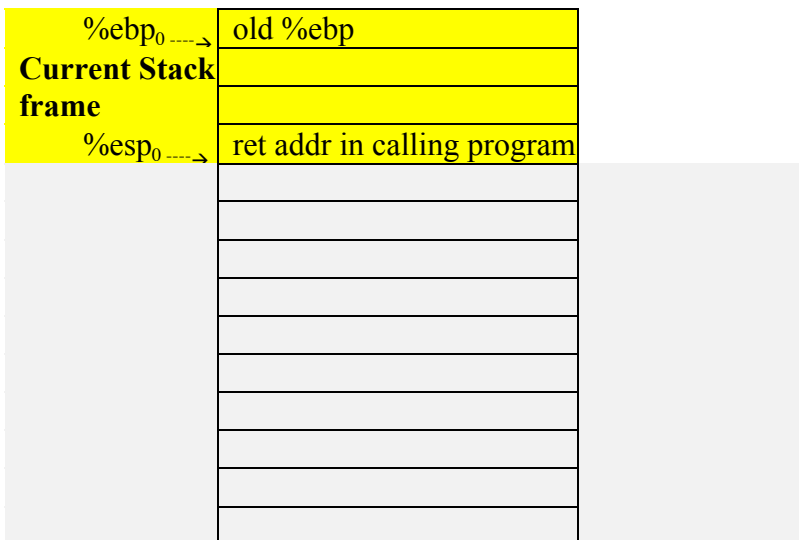 %ebp0 ----→ old %ebp
Current Stack
frame
%esp0 ----→ ret addr in calling program